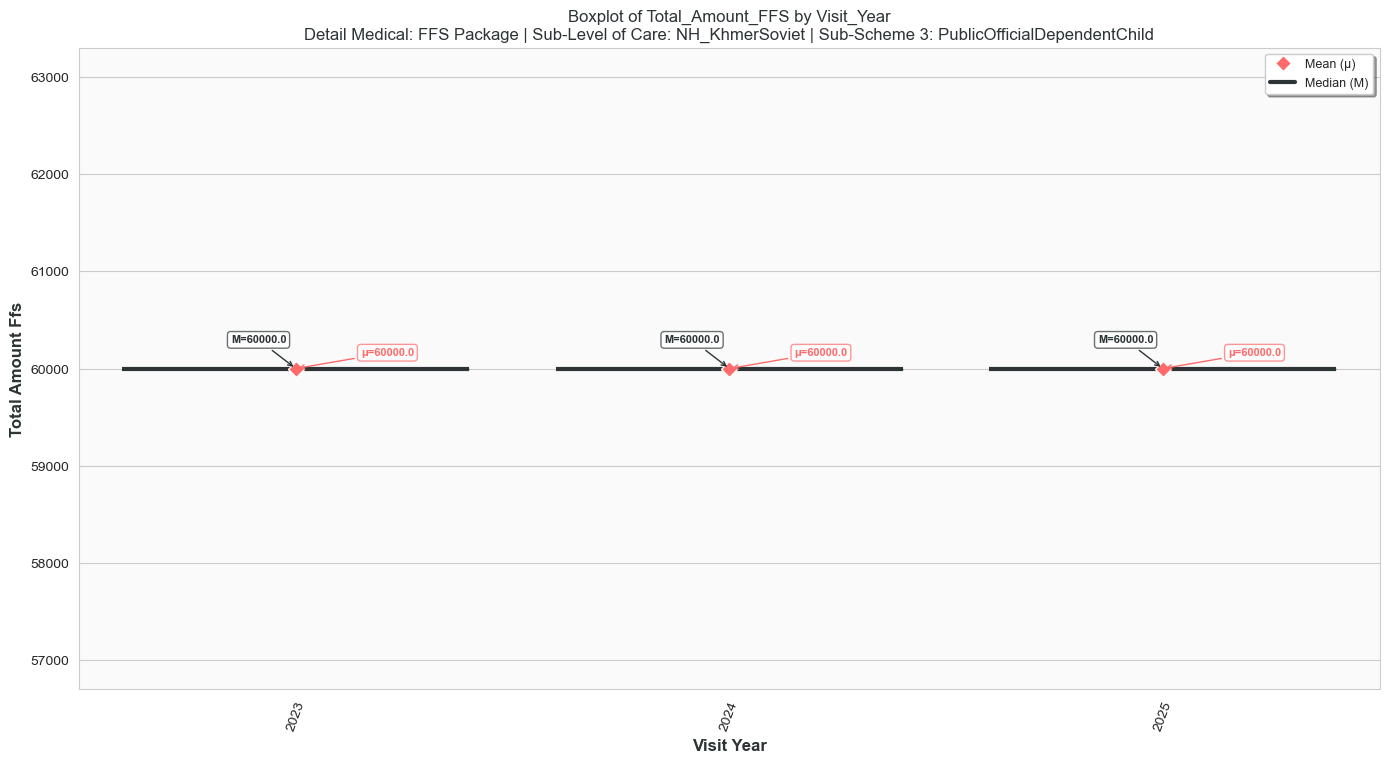 Boxplot of Total_Amount_FFS by Visit_Year
Detail Medical: FFS Package | Sub-Level of Care: NH_KhmerSoviet | Sub-Scheme 3: PublicOfficialDependentChild
Mean (μ)
Median (M)
Total Amount Ffs
63000
62000
61000
60000
59000
58000
57000
M=60000.0
μ=60000.0
M=60000.0
μ=60000.0
M=60000.0
μ=60000.0
2023
2024
2025
Visit Year